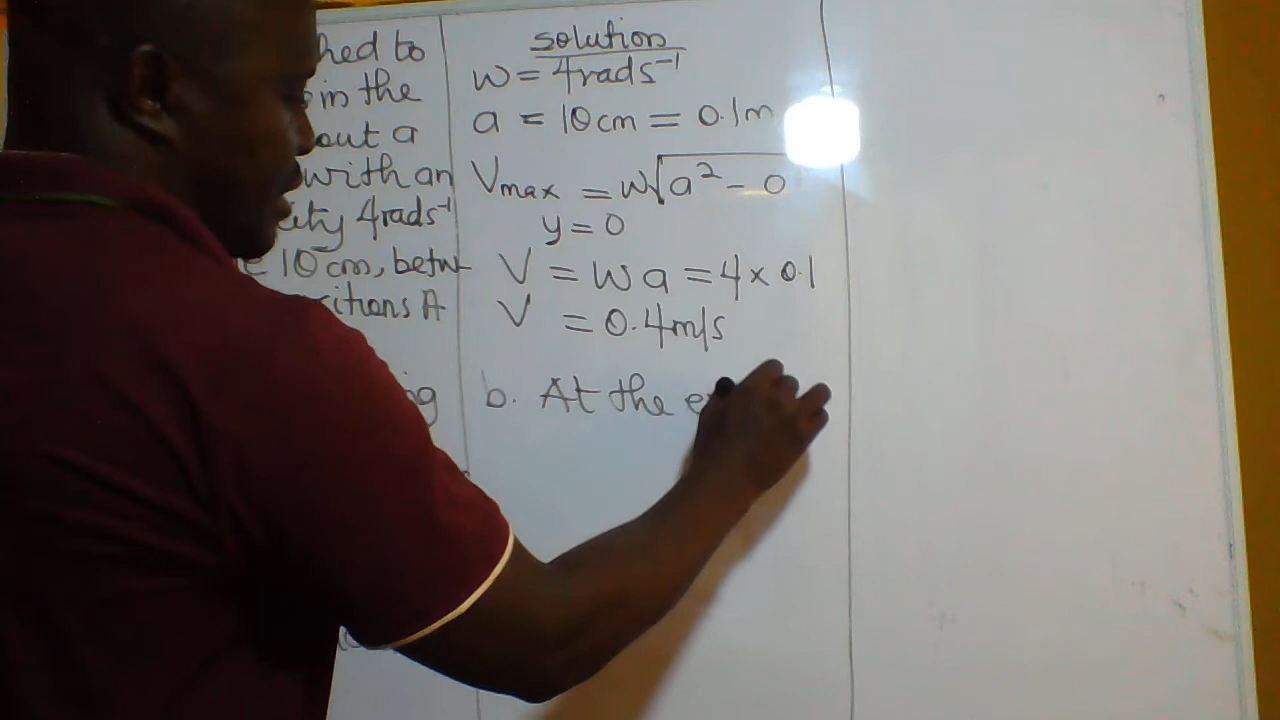 hed to
in the
out a
with an
city 4rads⁻¹
10cm, betw-
sitions A
solution
w = 4rads⁻¹
a = 10cm = 0.1m
Vmax = w√a² - 0
y = 0
V = wa = 4 x 0.1
V = 0.4m/s
b. At the